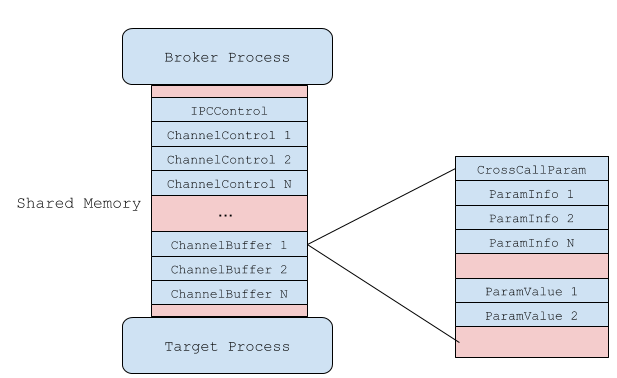 Broker Process
IPCControl
ChannelControl 1
ChannelControl 2
ChannelControl N
Shared Memory
...
ChannelBuffer 1
ChannelBuffer 2
ChannelBuffer N
Target Process
CrossCallParam
ParamInfo 1
ParamInfo 2
ParamInfo N
ParamValue 1
ParamValue 2